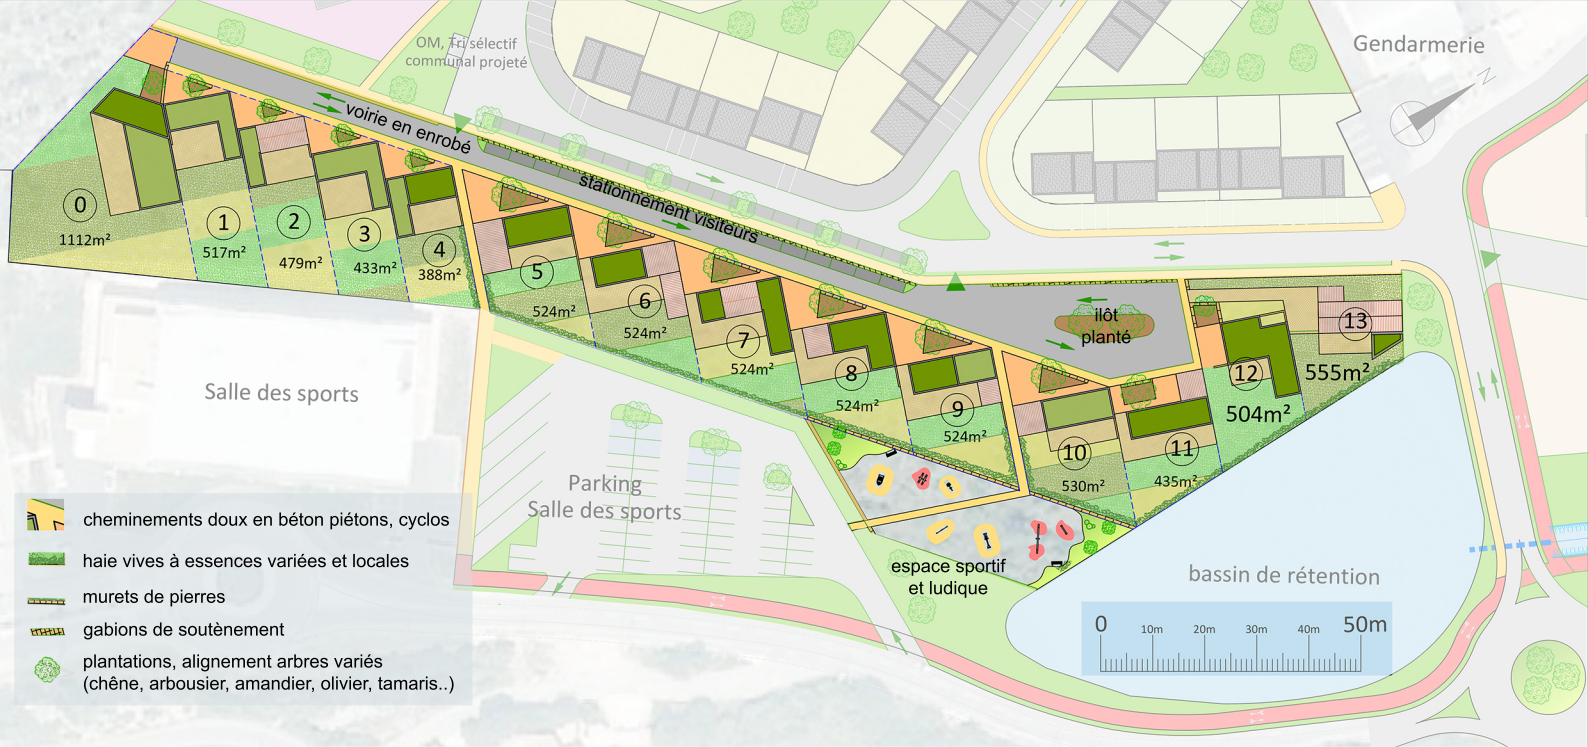 OM, Tri sélectif
communal projeté
Gendarmerie
N
voirie en enrobé
stationnement visiteurs
0
1112m²
1
517m²
2
479m²
3
433m²
4
388m²
5
524m²
6
524m²
7
524m²
8
524m²
9
524m²
10
530m²
11
435m²
12
504m²
13
555m²
ilôt
planté
Salle des sports
Parking
Salle des sports
espace sportif
et ludique
bassin de rétention
0 10m 20m 30m 40m 50m
cheminements doux en béton piétons, cyclos
haie vives à essences variées et locales
murets de pierres
gabions de soutènement
plantations, alignement arbres variés
(chêne, arbousier, amandier, olivier, tamaris..)